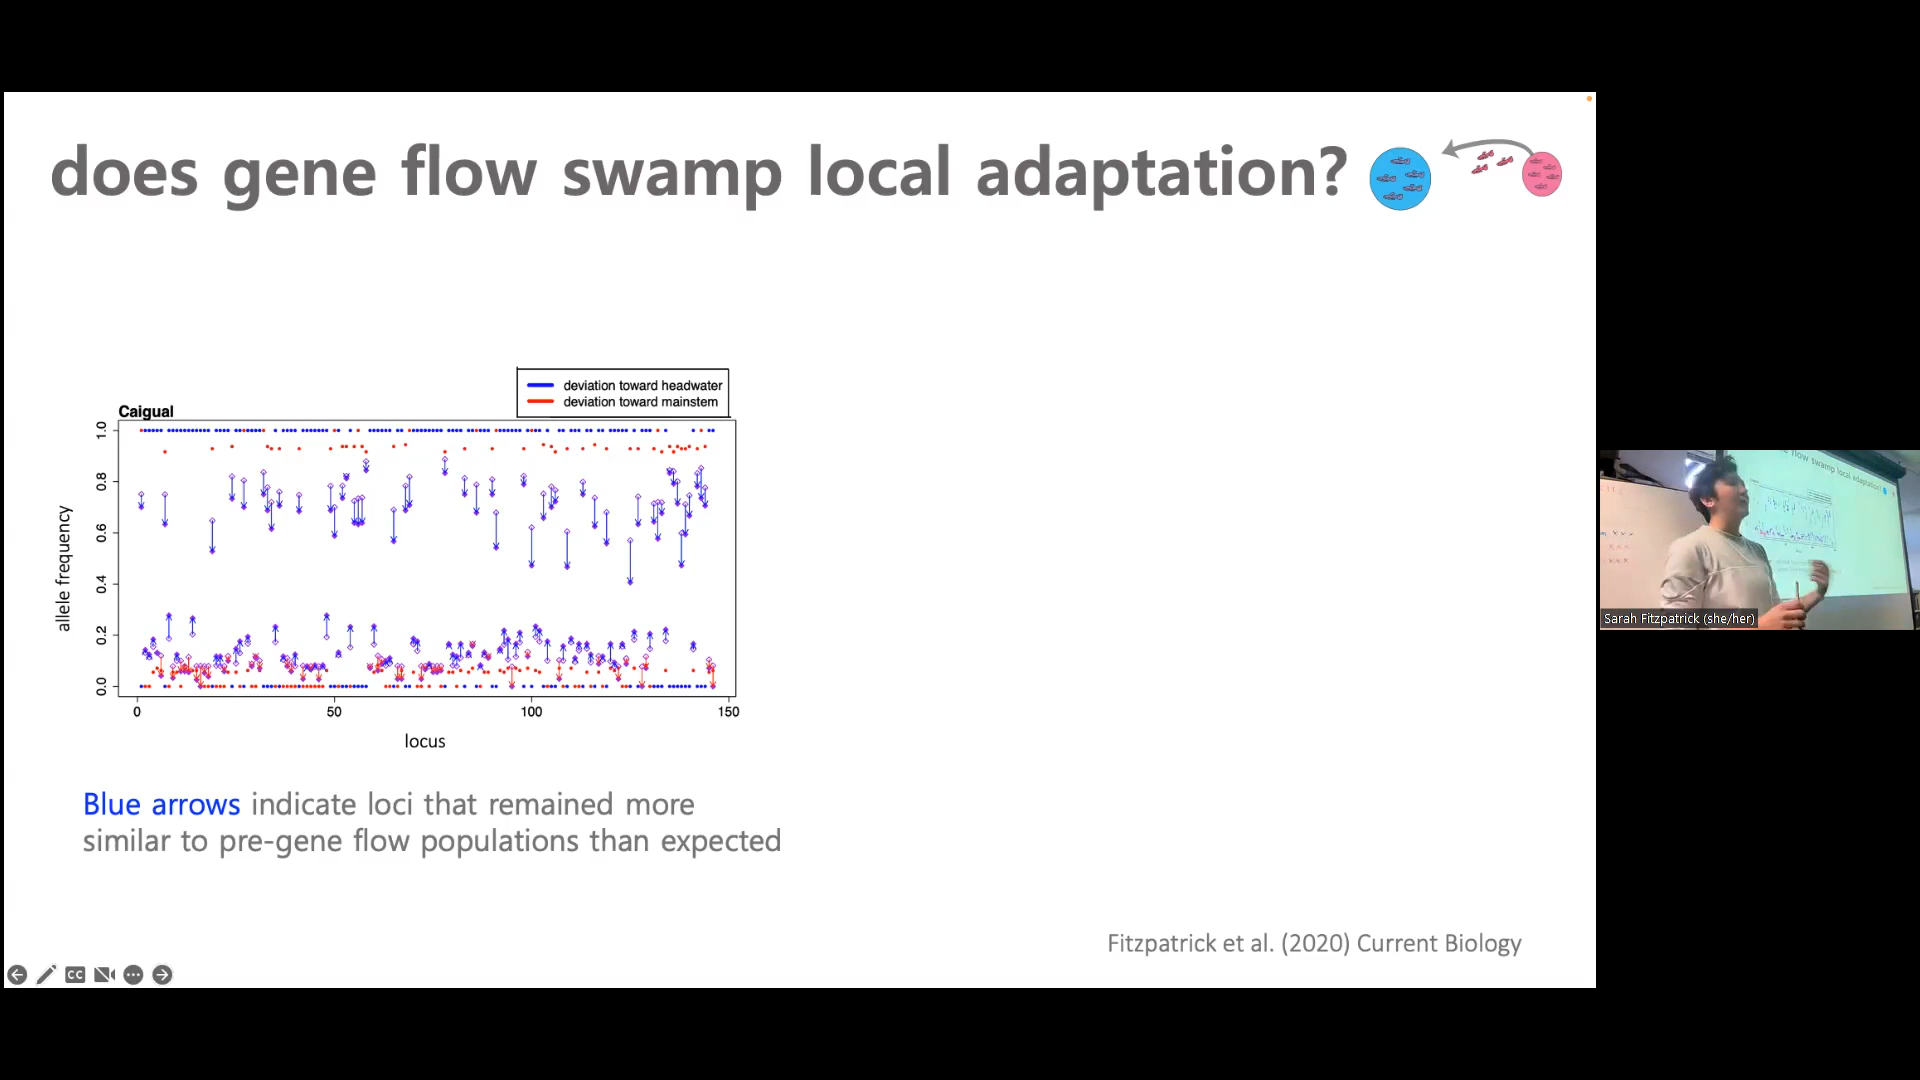 does gene flow swamp local adaptation?
deviation toward headwater
deviation toward mainstem
Caigual
allele frequency
1.0
0.8
0.6
0.4
0.2
0.0
0
50
100
150
locus
Blue arrows indicate loci that remained more
similar to pre-gene flow populations than expected
Fitzpatrick et al. (2020) Current Biology
CC
Sarah Fitzpatrick (she/her)